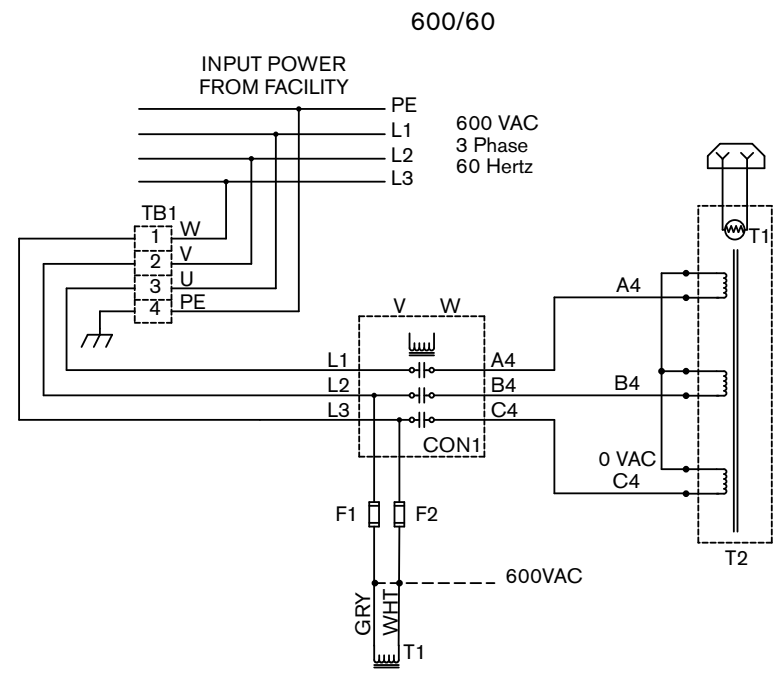 600/60
INPUT POWER
FROM FACILITY
PE
L1
L2
L3
600 VAC
3 Phase
60 Hertz
TB1
1 W
2 V
3 U
4 PE
T1
V W
A4
L1 A4
L2 B4 B4
L3 C4
CON1
0 VAC
C4
F1 F2
T2
600VAC
GRY
WHT
T1